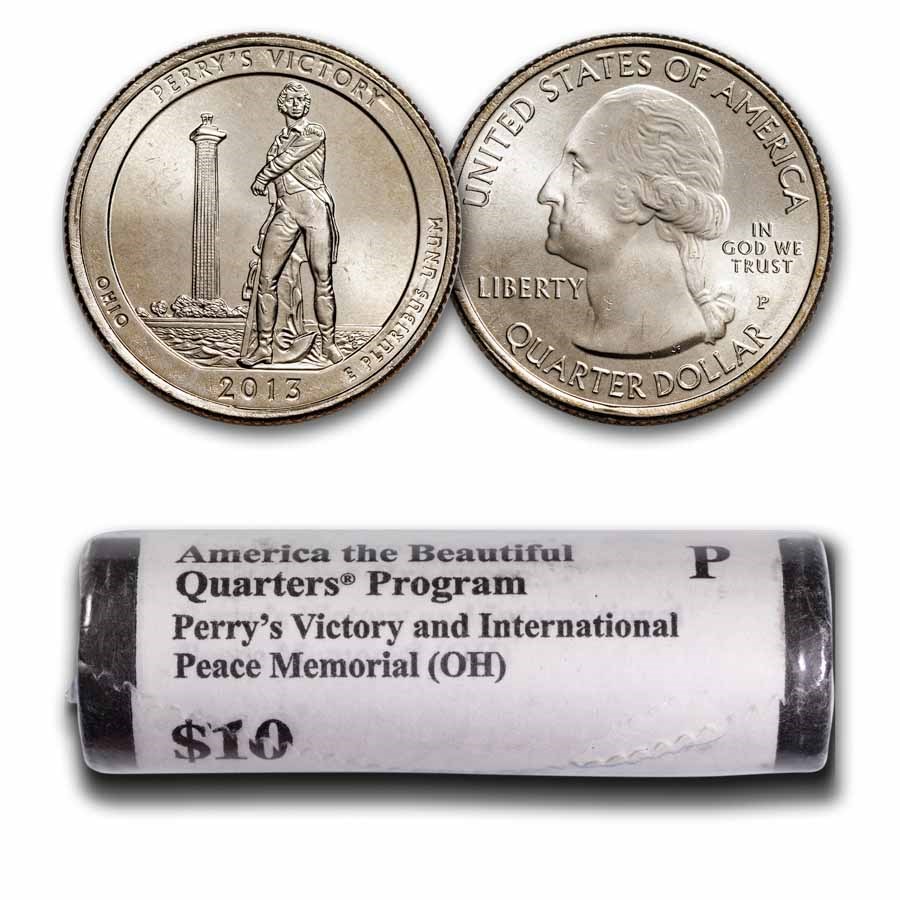 PERRY'S VICTORY
OHIO
E PLURIBUS UNUM
2013
UNITED STATES OF AMERICA
IN
GOD WE
TRUST
LIBERTY
P
QUARTER DOLLAR
America the Beautiful
Quarters® Program
P
Perry's Victory and International
Peace Memorial (OH)
$10